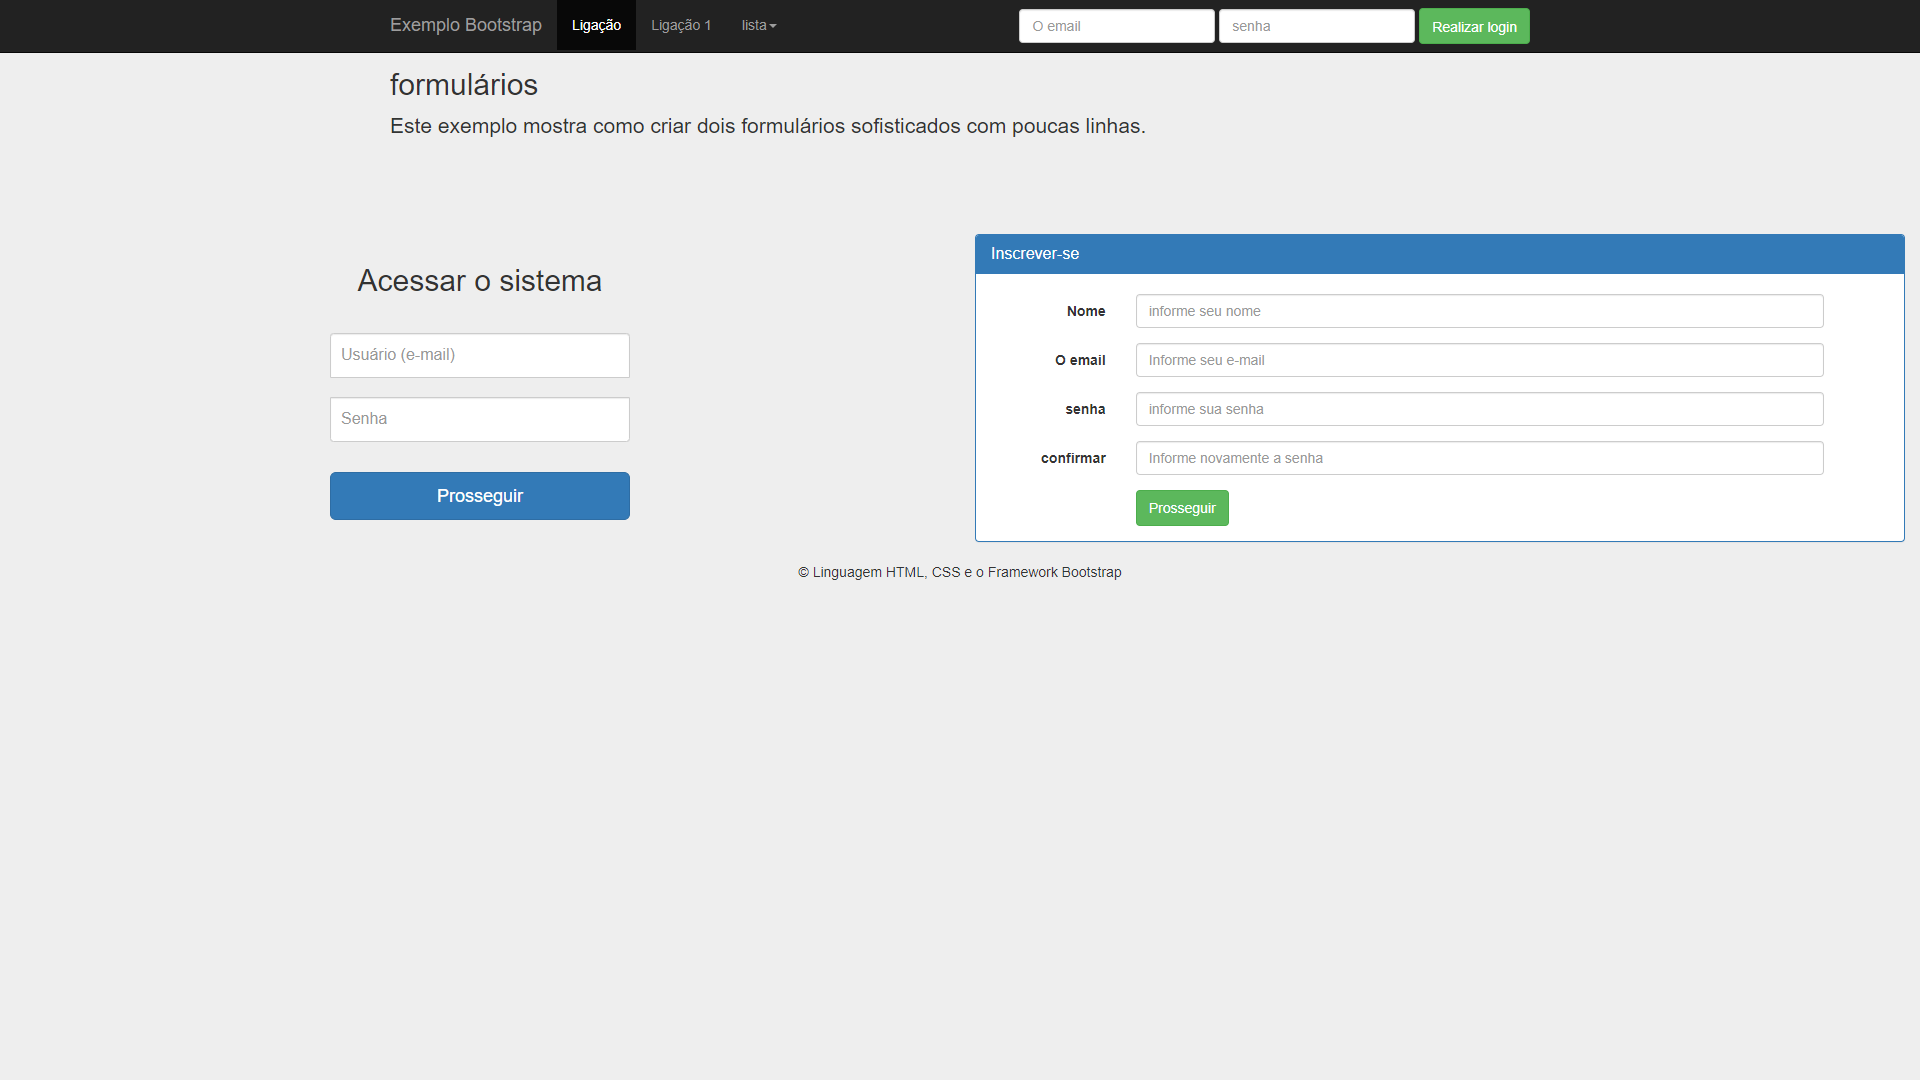 Exemplo Bootstrap Ligação Ligação 1 lista O email senha Realizar login
formulários
Este exemplo mostra como criar dois formulários sofisticados com poucas linhas.
Acessar o sistema
Usuário (e-mail)
Senha
Prosseguir
Inscrever-se
Nome informe seu nome
O email Informe seu e-mail
senha informe sua senha
confirmar Informe novamente a senha
Prosseguir
© Linguagem HTML, CSS e o Framework Bootstrap